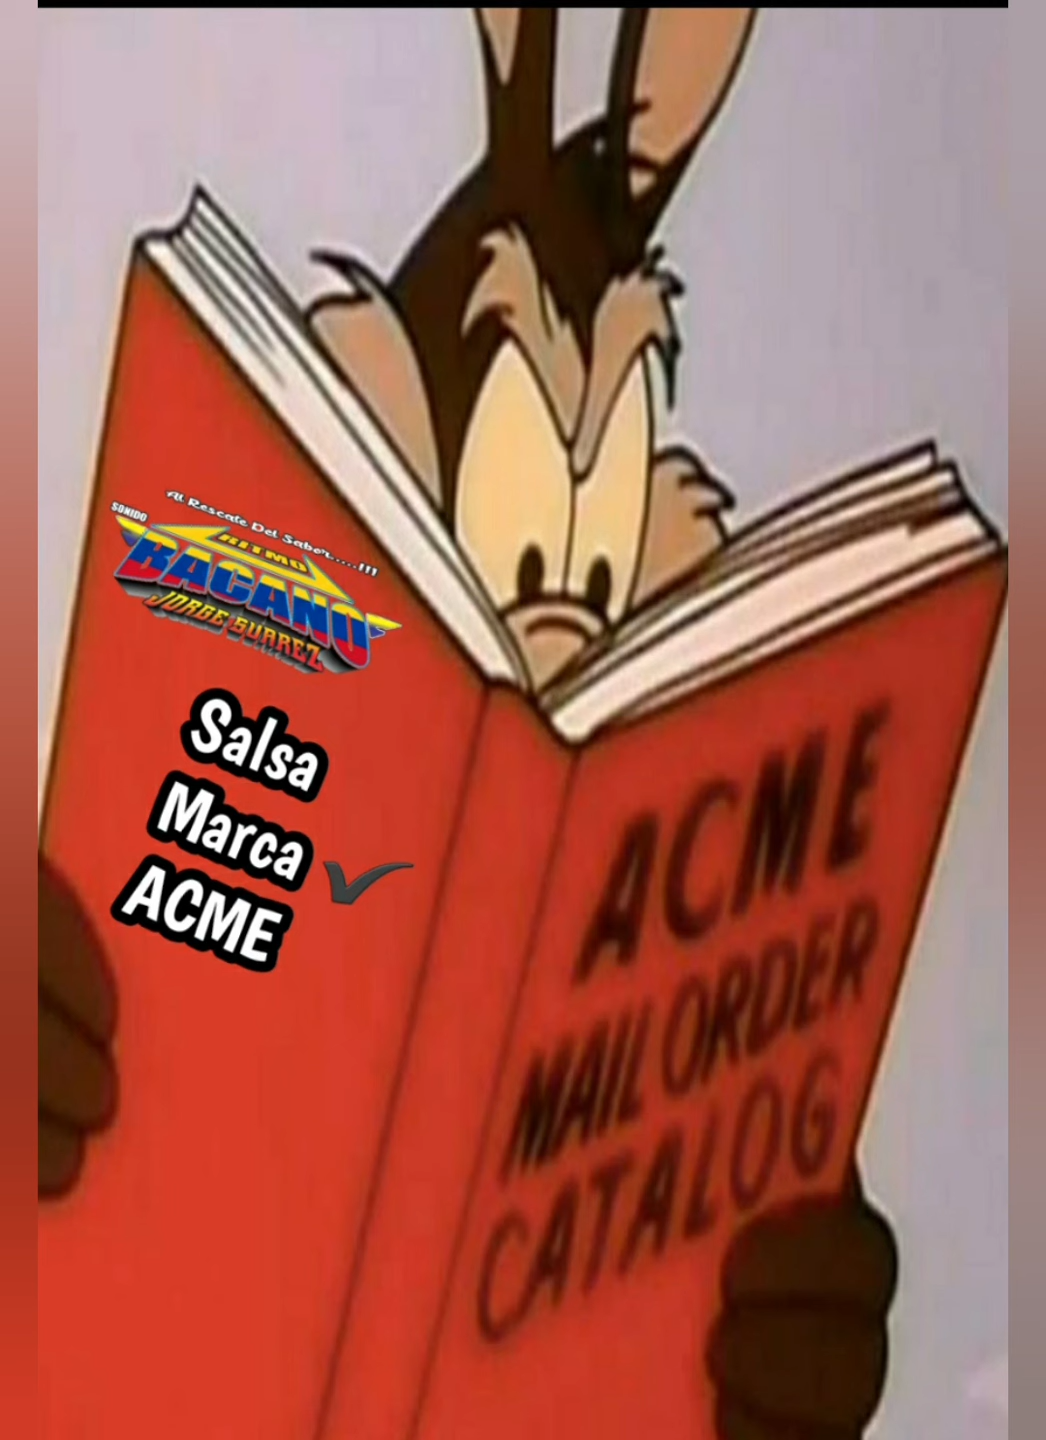 Al Rescate Del Sabor.....!!!
SONIDO
RITMO
BACANO
JORGE SUAREZ
Salsa
Marca ✔
ACME
ACME
MAIL ORDER
CATALOG